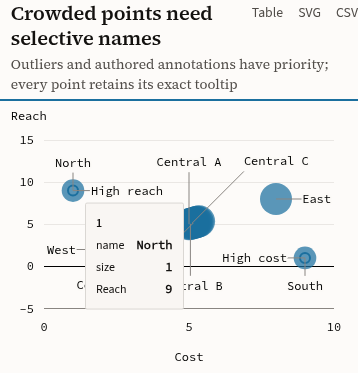 Crowded points need
selective names
Table SVG CSV
Outliers and authored annotations have priority;
every point retains its exact tooltip
Reach
15
North Central A Central C
10
High reach East
1
5
name North
West
High cost
size 1
0
tral B South
Reach 9
−5
0 5 10
Cost